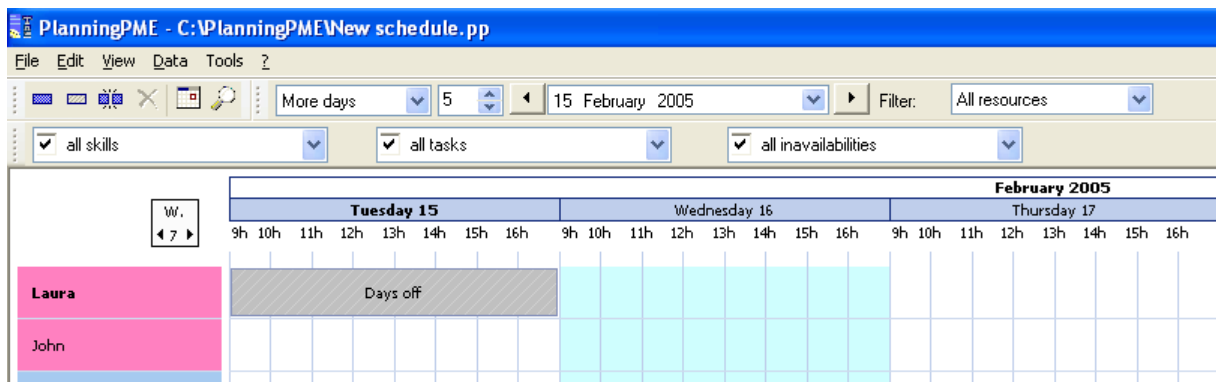 PlanningPME - C:\PlanningPME\New schedule.pp
File Edit View Data Tools ?
More days 5 15 February 2005 Filter: All resources
all skills all tasks all inavailabilities
February 2005
W. Tuesday 15 Wednesday 16 Thursday 17
7 9h 10h 11h 12h 13h 14h 15h 16h 9h 10h 11h 12h 13h 14h 15h 16h 9h 10h 11h 12h 13h 14h 15h 16h
Laura Days off
John